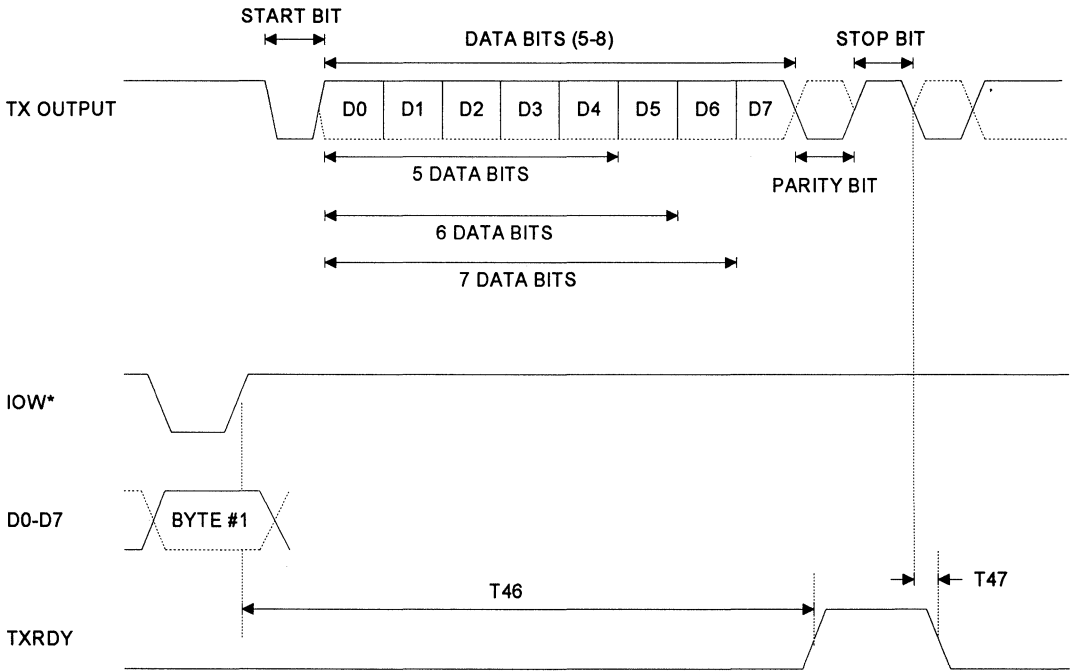 START BIT
DATA BITS (5-8)
STOP BIT
TX OUTPUT
D0 D1 D2 D3 D4 D5 D6 D7
5 DATA BITS
PARITY BIT
6 DATA BITS
7 DATA BITS
IOW*
D0-D7
BYTE #1
T46
T47
TXRDY